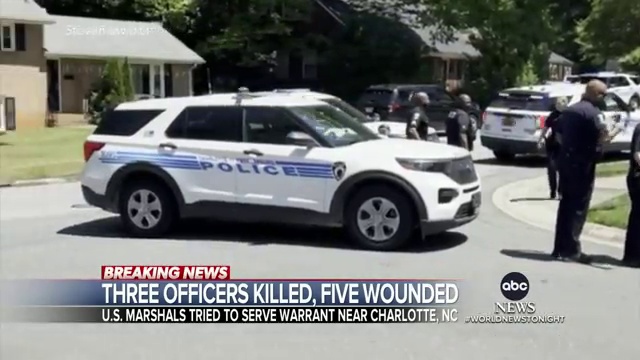 POLICE
BREAKING NEWS
THREE OFFICERS KILLED, FIVE WOUNDED
U.S. MARSHALS TRIED TO SERVE WARRANT NEAR CHARLOTTE, NC
abc
NEWS
#WORLDNEWSTONIGHT